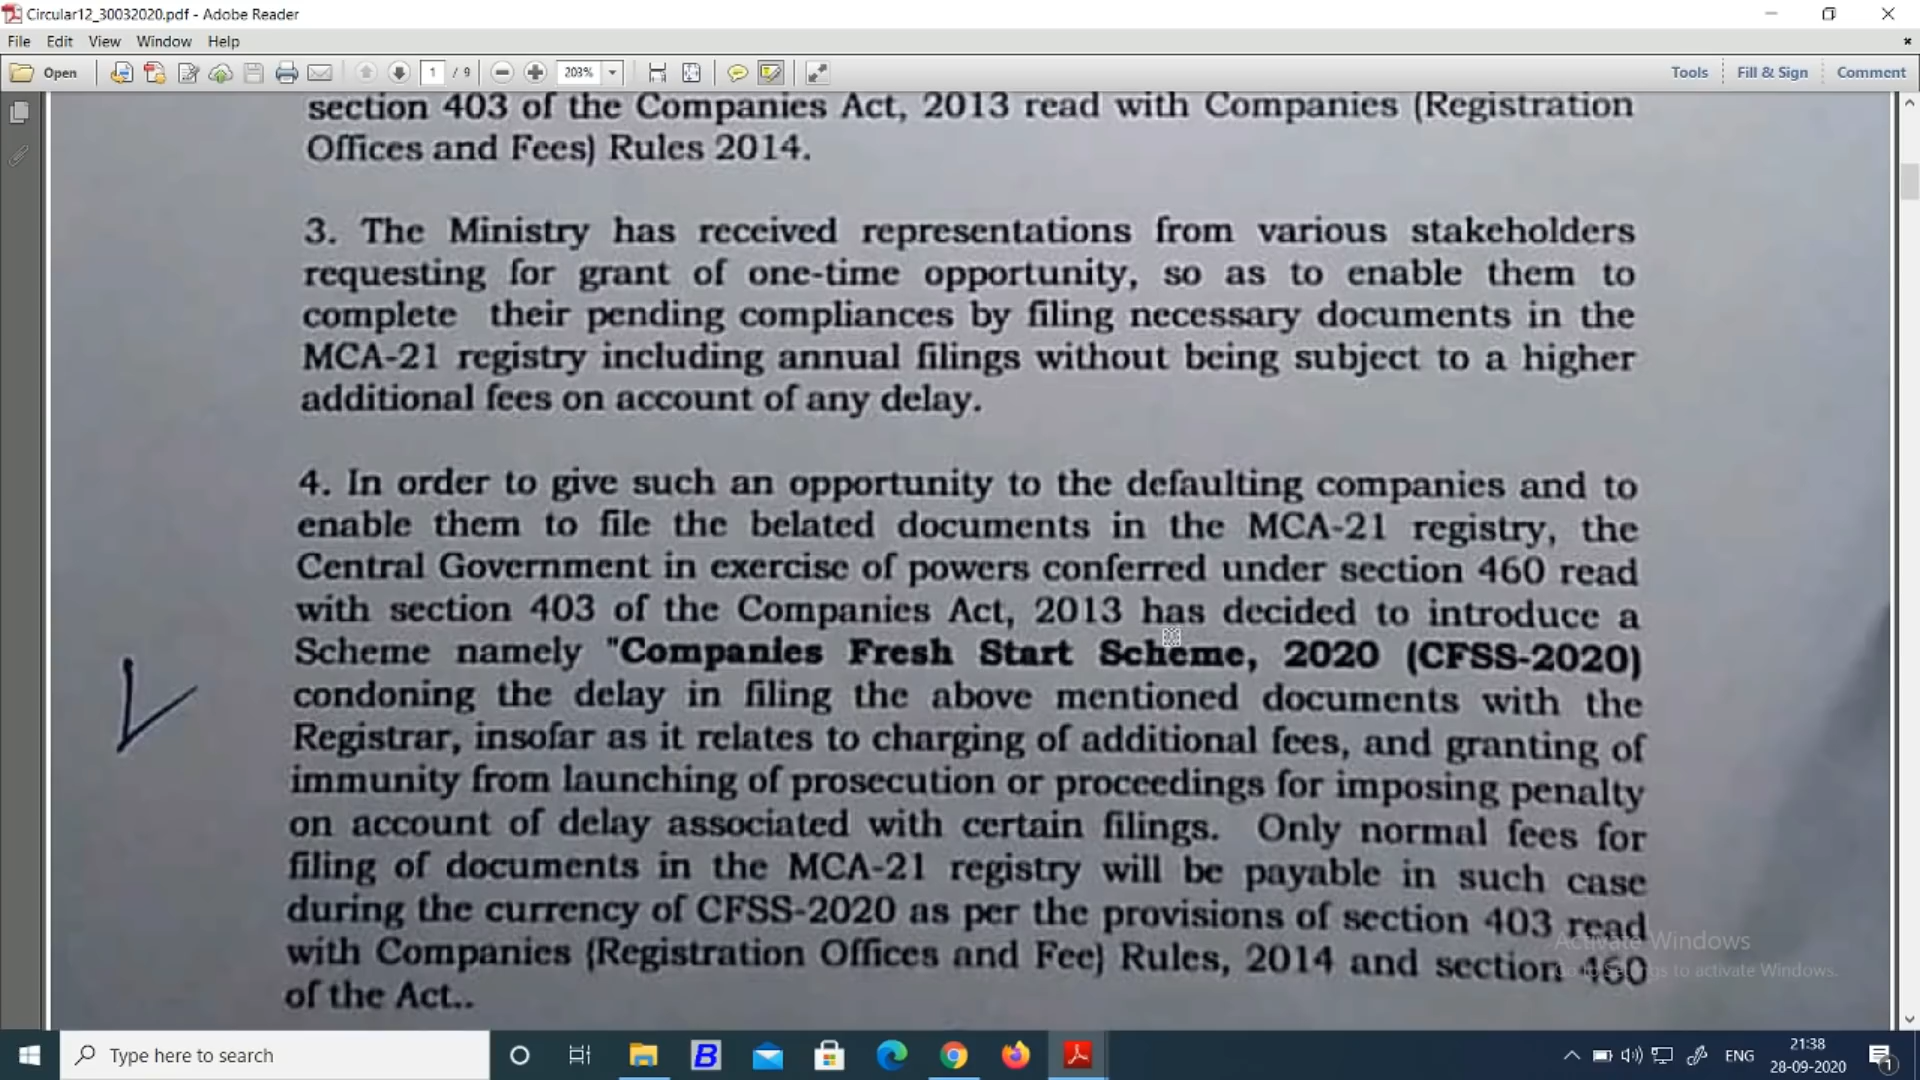 Circular12_30032020.pdf - Adobe Reader
File Edit View Window Help
Open 1 / 9 203% Tools Fill & Sign Comment
section 403 of the Companies Act, 2013 read with Companies (Registration
Offices and Fees) Rules 2014.
3. The Ministry has received representations from various stakeholders
requesting for grant of one-time opportunity, so as to enable them to
complete their pending compliances by filing necessary documents in the
MCA-21 registry including annual filings without being subject to a higher
additional fees on account of any delay.
4. In order to give such an opportunity to the defaulting companies and to
enable them to file the belated documents in the MCA-21 registry, the
Central Government in exercise of powers conferred under section 460 read
with section 403 of the Companies Act, 2013 has decided to introduce a
Scheme namely "Companies Fresh Start Scheme, 2020 (CFSS-2020)
condoning the delay in filing the above mentioned documents with the
Registrar, insofar as it relates to charging of additional fees, and granting of
immunity from launching of prosecution or proceedings for imposing penalty
on account of delay associated with certain filings. Only normal fees for
filing of documents in the MCA-21 registry will be payable in such case
during the currency of CFSS-2020 as per the provisions of section 403 read
with Companies (Registration Offices and Fee) Rules, 2014 and section 460
of the Act..
Activate Windows
Go to Settings to activate Windows.
Type here to search
B
ENG
21:38
28-09-2020
1